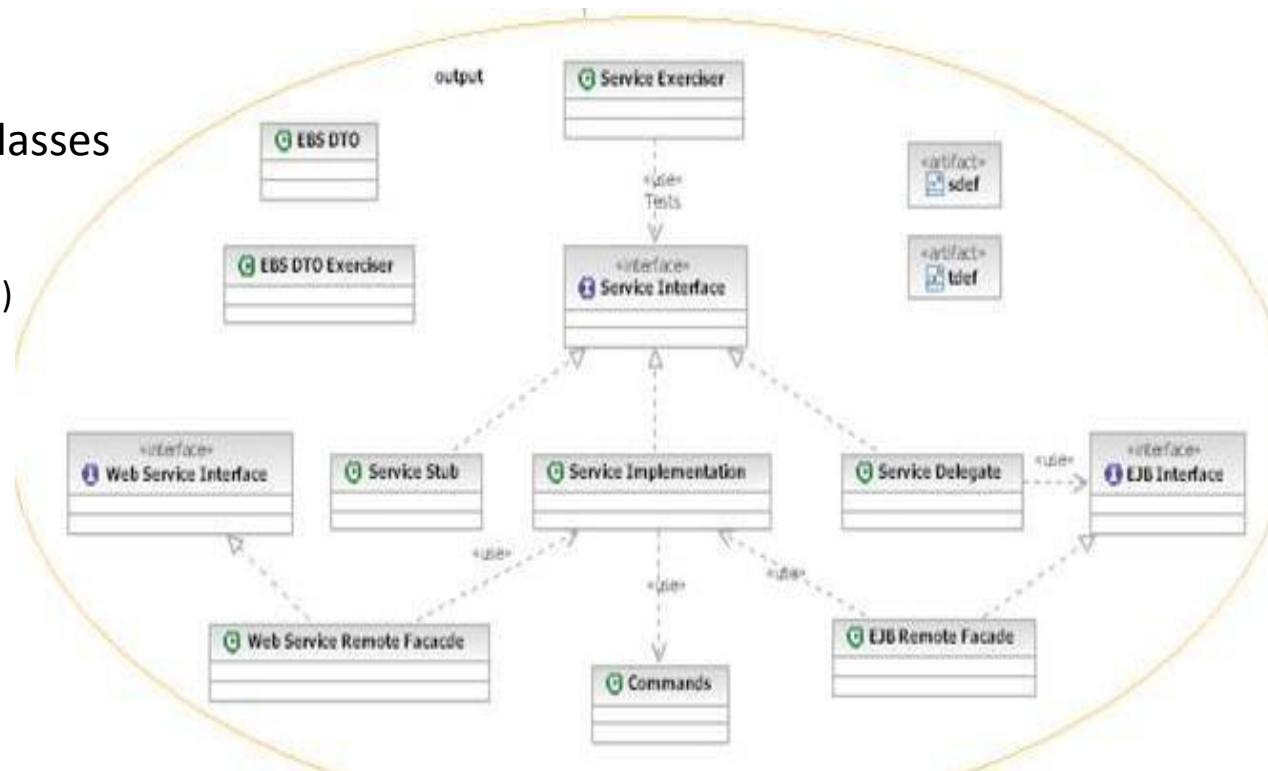 output
Service Exerciser
lasses
EBS DTO
«artifact»
sdef
«use»
Tests
EBS DTO Exerciser
«interface»
Service Interface
«artifact»
tdef
)
«interface»
Web Service Interface
Service Stub
Service Implementation
Service Delegate
«use»
«interface»
EJB Interface
«use»
«use»
«use»
Web Service Remote Facacde
EJB Remote Facade
Commands